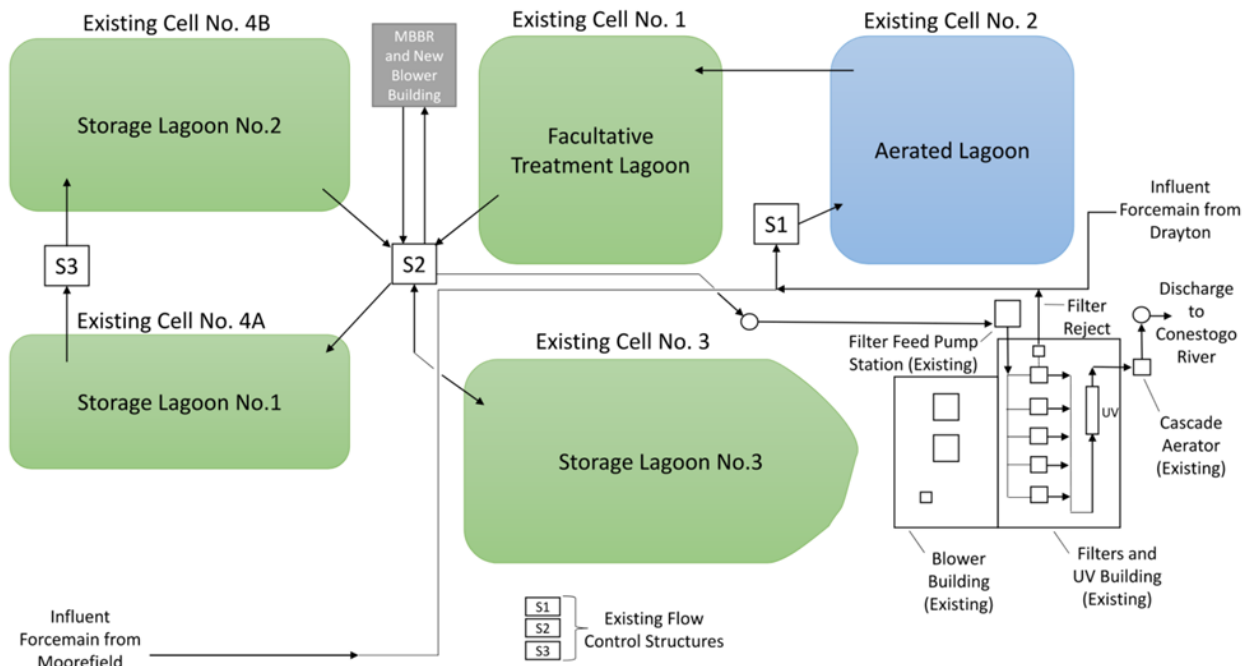 Existing Cell No. 4B
Storage Lagoon No.2
MBBR
and New
Blower
Building
Existing Cell No. 1
Facultative
Treatment Lagoon
Existing Cell No. 2
Aerated Lagoon
Influent
Forcemain from
Drayton
S1
S2
S3
Existing Cell No. 4A
Storage Lagoon No.1
Existing Cell No. 3
Storage Lagoon No.3
Filter Feed Pump
Station (Existing)
Filter
Reject
Discharge
to
Conestogo
River
UV
Cascade
Aerator
(Existing)
Blower
Building
(Existing)
Filters and
UV Building
(Existing)
Influent
Forcemain from
Moorefield
S1
S2
S3
Existing Flow
Control Structures